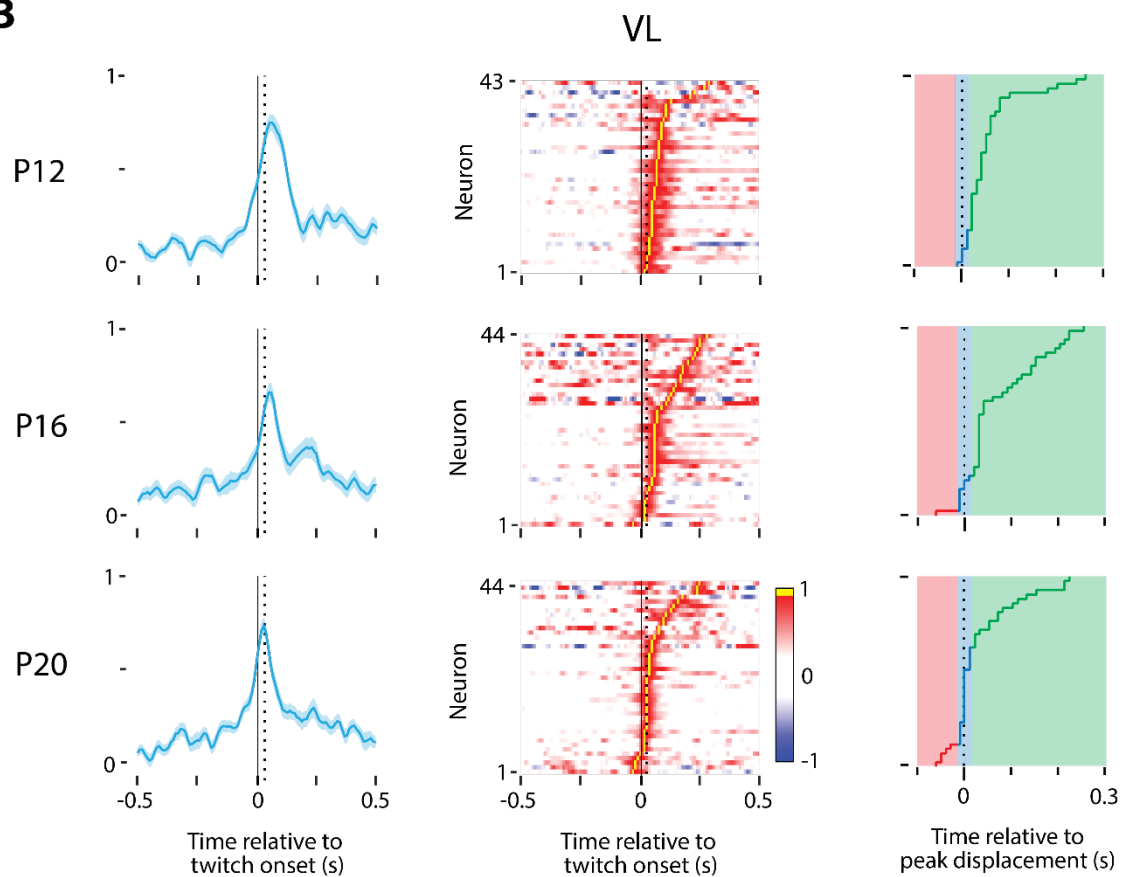 B
VL
P12
1
0
Neuron
43
1
P16
1
0
Neuron
44
1
P20
1
0
Neuron
44
1
1
0
-1
-0.5 0 0.5
-0.5 0 0.5
0 0.3
Time relative to
twitch onset (s)
Time relative to
twitch onset (s)
Time relative to
peak displacement (s)